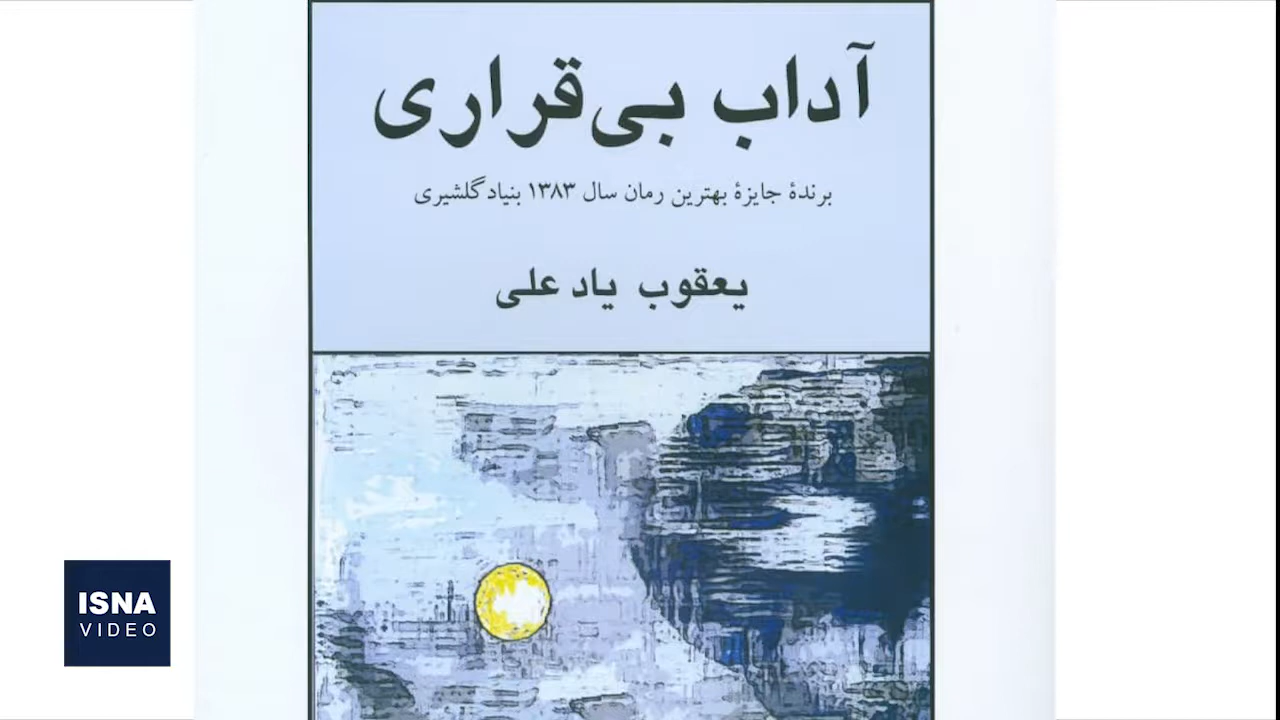 آداب بی‌قراری
برندهٔ جایزهٔ بهترین رمان سال ۱۳۸۳ بنیاد گلشیری
یعقوب یاد علی
ISNA
VIDEO